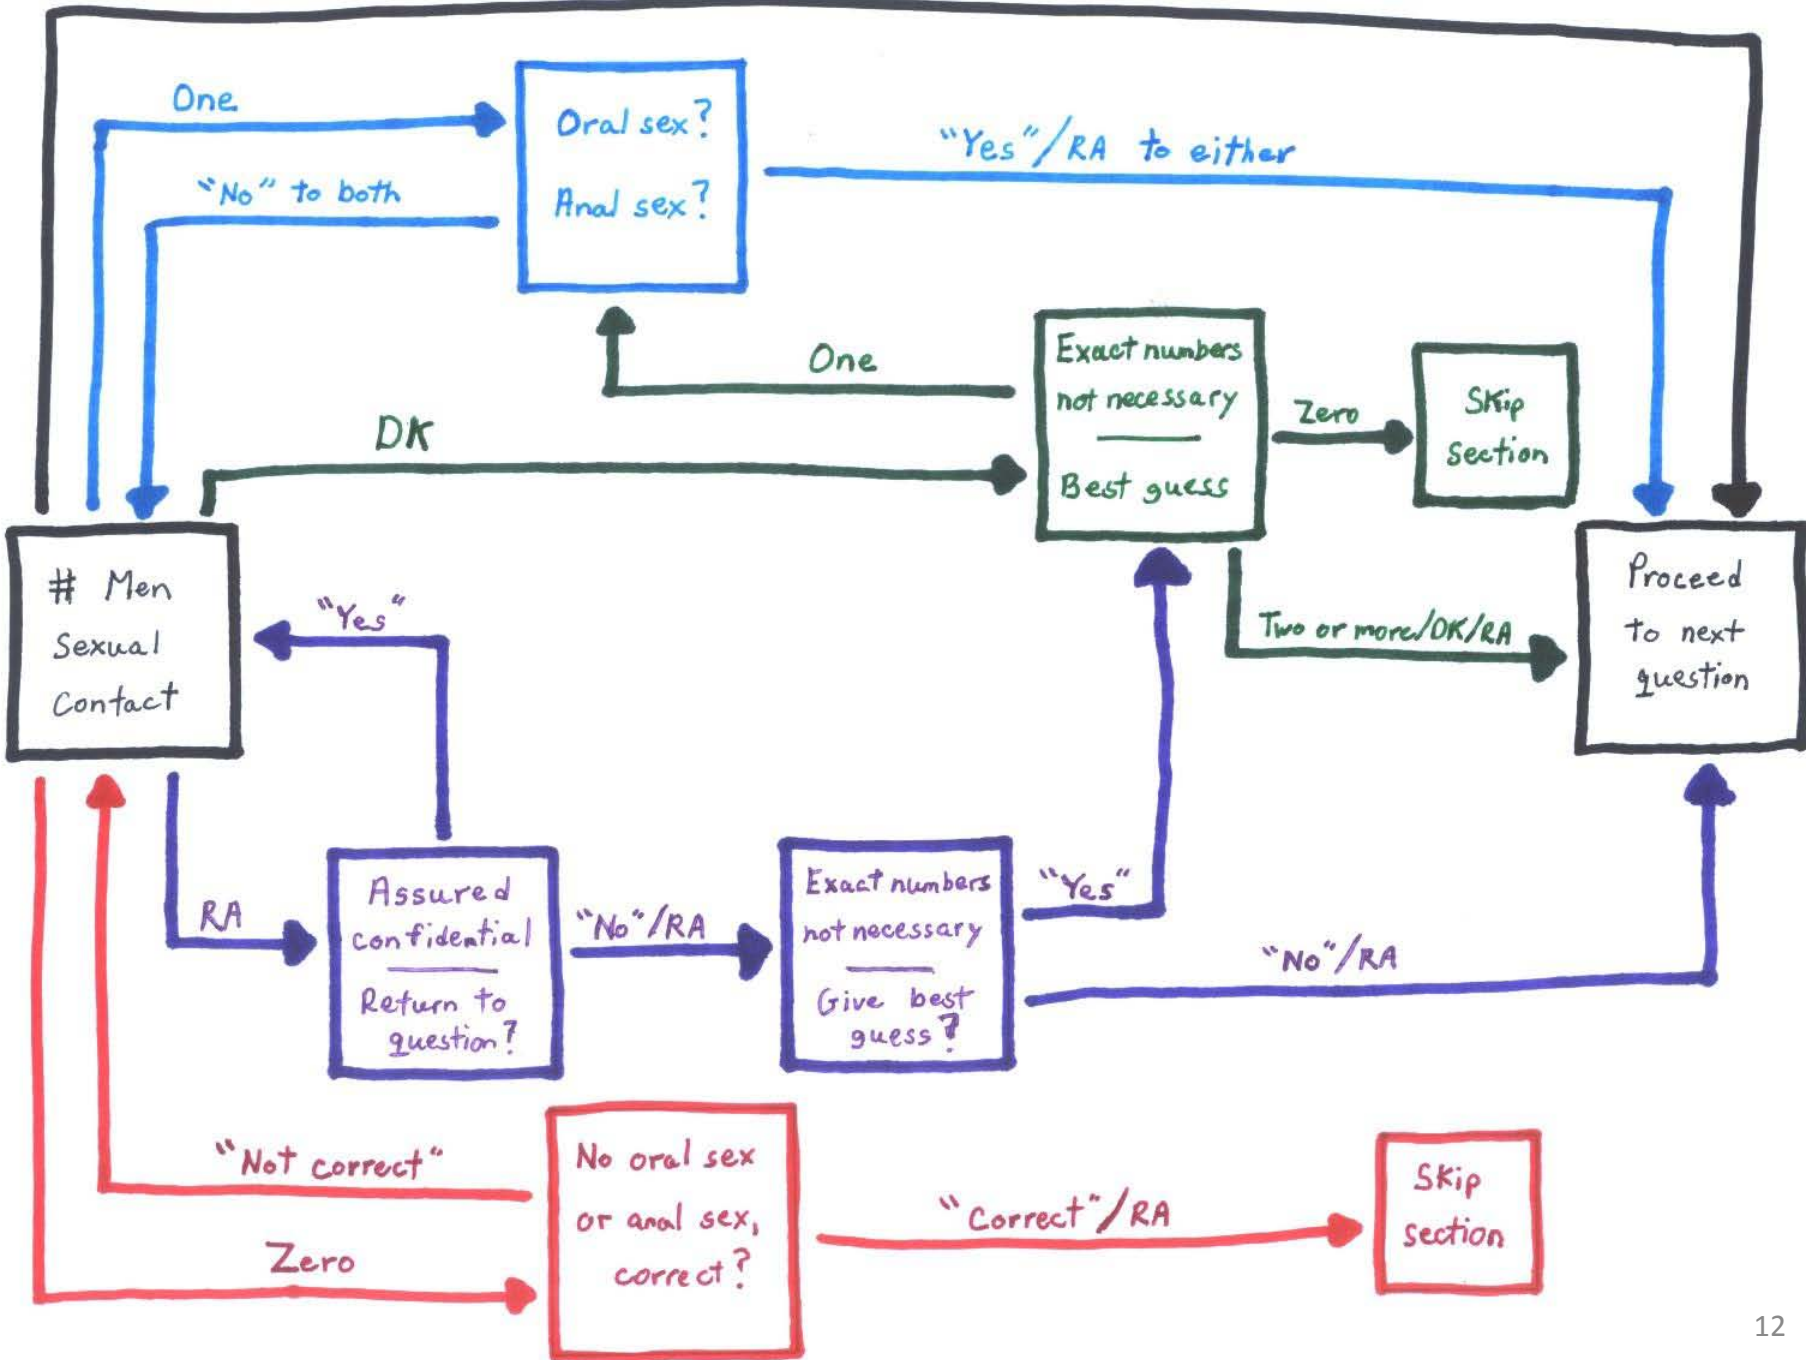 One
Oral sex?
Anal sex?
"Yes"/RA to either
"No" to both
One
Exact numbers
not necessary
Best guess
Zero
Skip
section
DK
# Men
Sexual
Contact
"Yes"
Two or more/DK/RA
Proceed
to next
question
RA
Assured
confidential
Return to
question?
"No"/RA
Exact numbers
not necessary
Give best
guess?
"Yes"
"No"/RA
"Not correct"
Zero
No oral sex
or anal sex,
correct?
"Correct"/RA
Skip
section
12